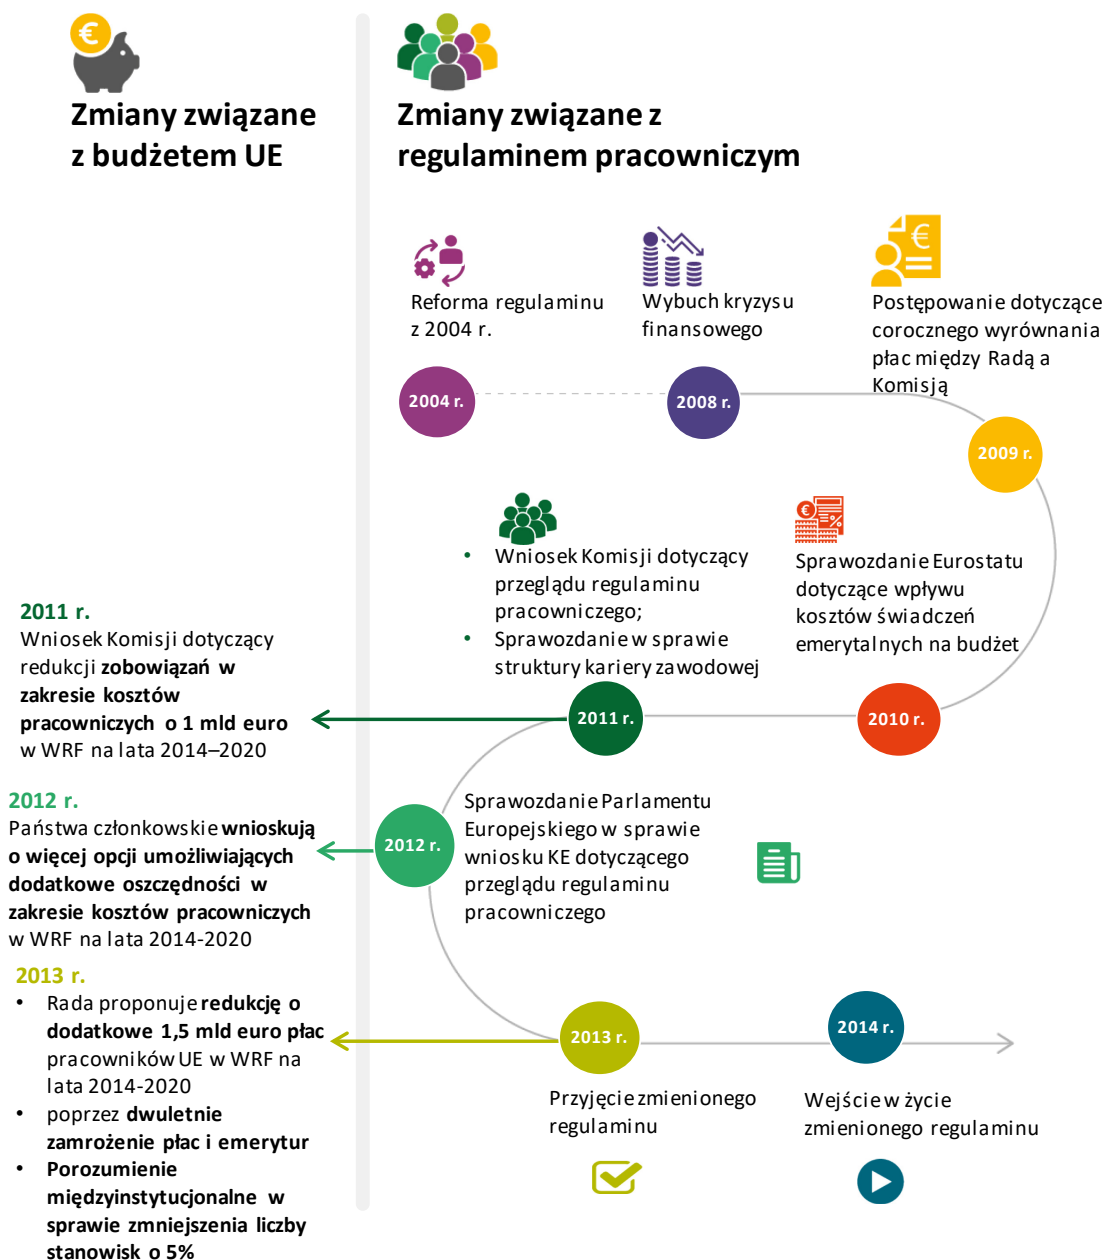 Zmiany związane
z budżetem UE
Zmiany związane z
regulaminem pracowniczym
Reforma regulaminu
z 2004 r.
Wybuch kryzysu
finansowego
Postępowanie dotyczące
corocznego wyrównania
płac między Radą a
Komisją
2004 r.
2008 r.
2009 r.
• Wniosek Komisji dotyczący
przeglądu regulaminu
pracowniczego;
• Sprawozdanie w sprawie
struktury kariery zawodowej
Sprawozdanie Eurostatu
dotyczące wpływu
kosztów świadczeń
emerytalnych na budżet
2011 r.
2010 r.
2011 r.
Wniosek Komisji dotyczący
redukcji zobowiązań w
zakresie kosztów
pracowniczych o 1 mld euro
w WRF na lata 2014–2020
2012 r.
Państwa członkowskie wnioskują
o więcej opcji umożliwiających
dodatkowe oszczędności w
zakresie kosztów pracowniczych
w WRF na lata 2014-2020
2012 r.
Sprawozdanie Parlamentu
Europejskiego w sprawie
wniosku KE dotyczącego
przeglądu regulaminu
pracowniczego
2013 r.
• Rada proponuje redukcję o
dodatkowe 1,5 mld euro płac
pracowników UE w WRF na
lata 2014-2020
• poprzez dwuletnie
zamrożenie płac i emerytur
• Porozumienie
międzyinstytucjonalne w
sprawie zmniejszenia liczby
stanowisk o 5%
2013 r.
2014 r.
Przyjęcie zmienionego
regulaminu
Wejście w życie
zmienionego regulaminu